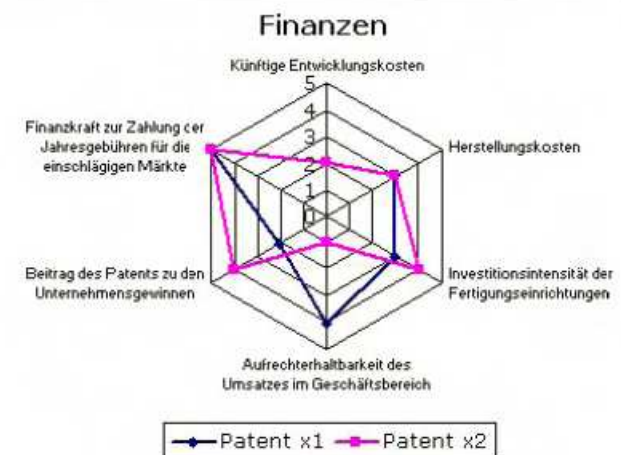 Finanzen
Künftige Entwicklungskosten
5
4
3
2
1
0
Finanzkraft zur Zahlung der
Jahresgebühren für die
einschlägigen Märkte
Herstellungskosten
Beitrag des Patents zu den
Unternehmensgewinnen
Investitionsintensität der
Fertigungseinrichtungen
Aufrechterhaltbarkeit des
Umsatzes im Geschäftsbereich
Patent x1
Patent x2